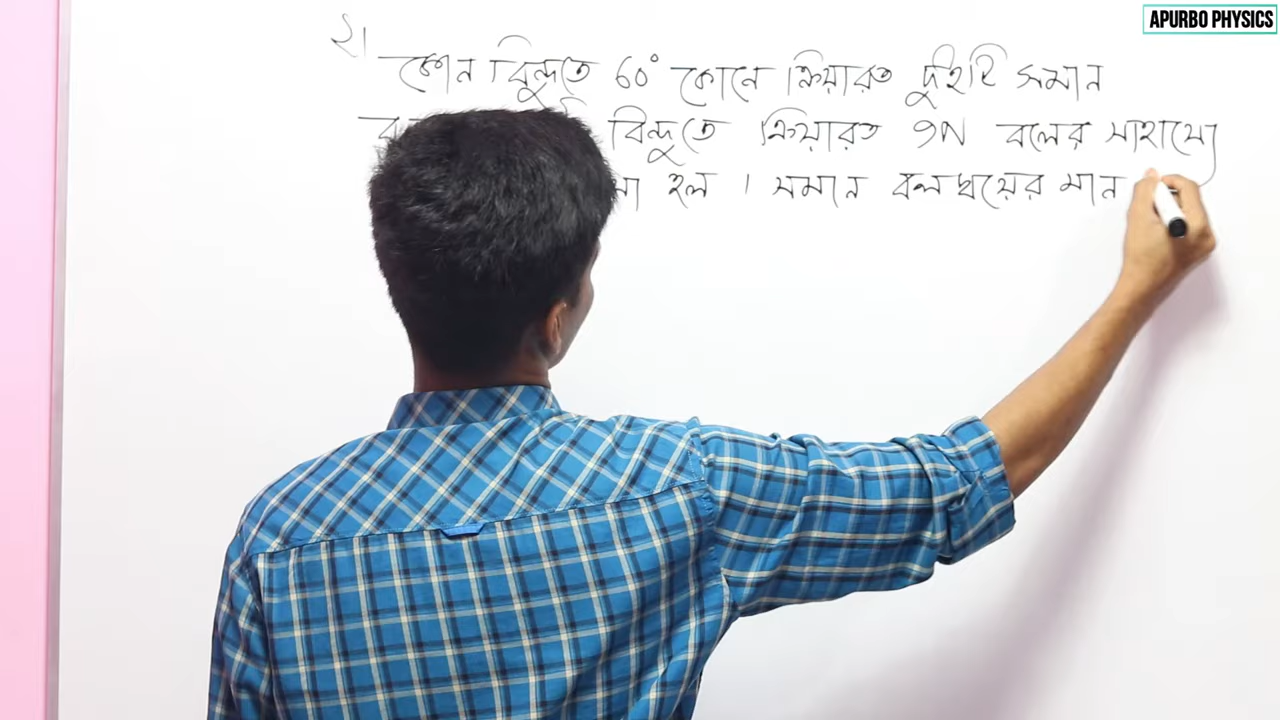 APURBO PHYSICS
২।
কোন বিন্দুতে 60° কোনে ক্রিয়ারত দুইটি সমান
বিন্দুতে ক্রিয়ারত 9N বলের সাহায্যে
হল । সমান বলদ্বয়ের মান